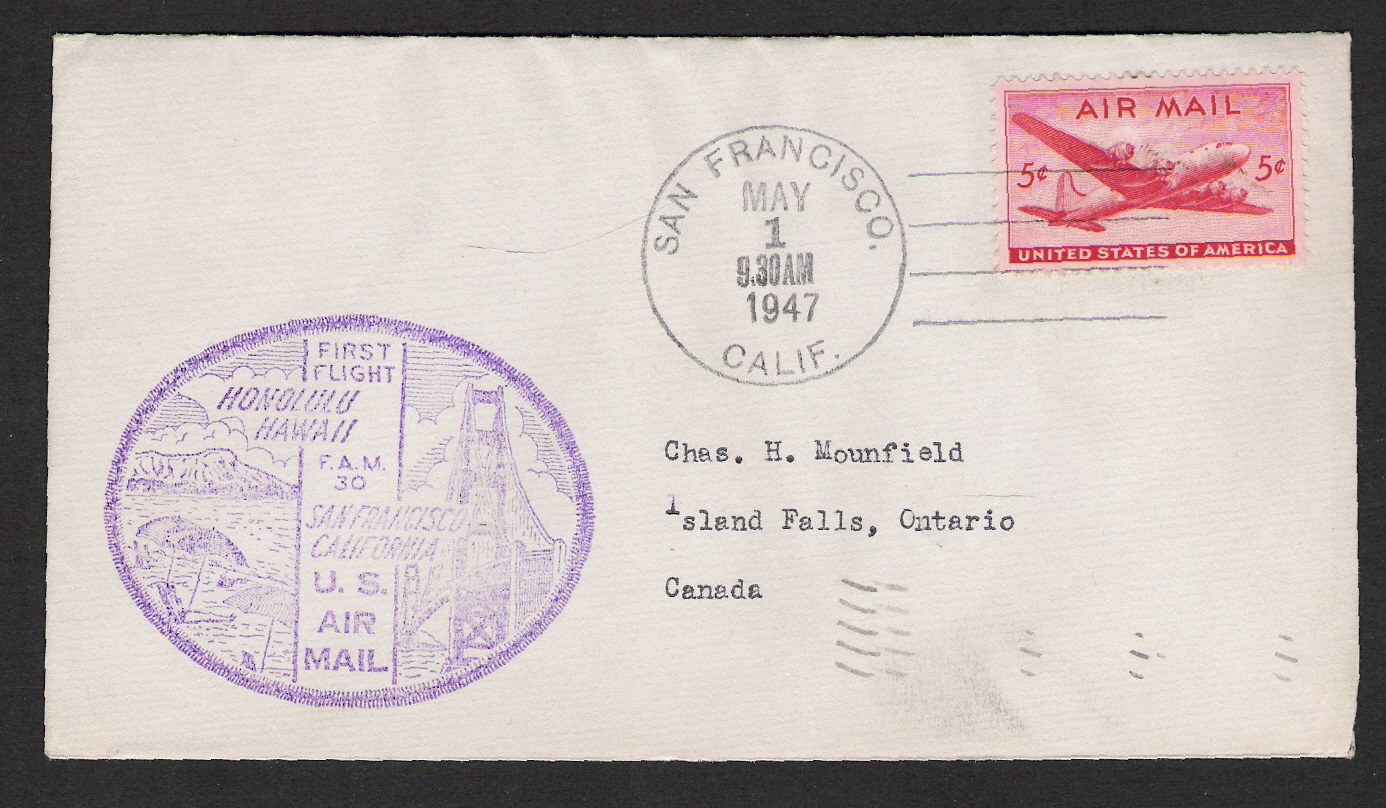 AIR MAIL
5¢ 5¢
UNITED STATES OF AMERICA
SAN FRANCISCO.
MAY
1
9.30AM
1947
CALIF.
FIRST
FLIGHT
HONOLULU
HAWAII
F.A.M.
30
SAN FRANCISCO
CALIFORNIA
U. S.
AIR
MAIL
Chas. H. Mounfield
Island Falls, Ontario
Canada